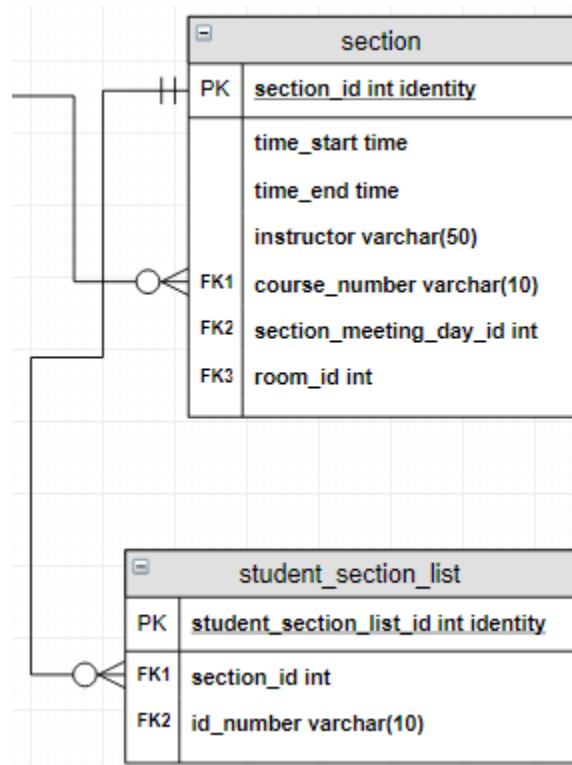 section
PK section_id int identity
time_start time
time_end time
instructor varchar(50)
FK1 course_number varchar(10)
FK2 section_meeting_day_id int
FK3 room_id int
student_section_list
PK student_section_list_id int identity
FK1 section_id int
FK2 id_number varchar(10)